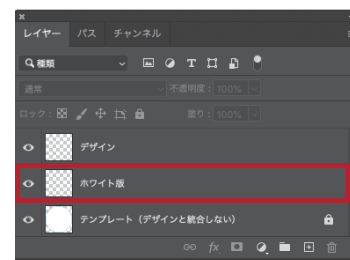 レイヤー パス チャンネル
種類
通常 不透明度: 100%
ロック: 塗り: 100%
デザイン
ホワイト版
テンプレート（デザインと統合しない）
fx